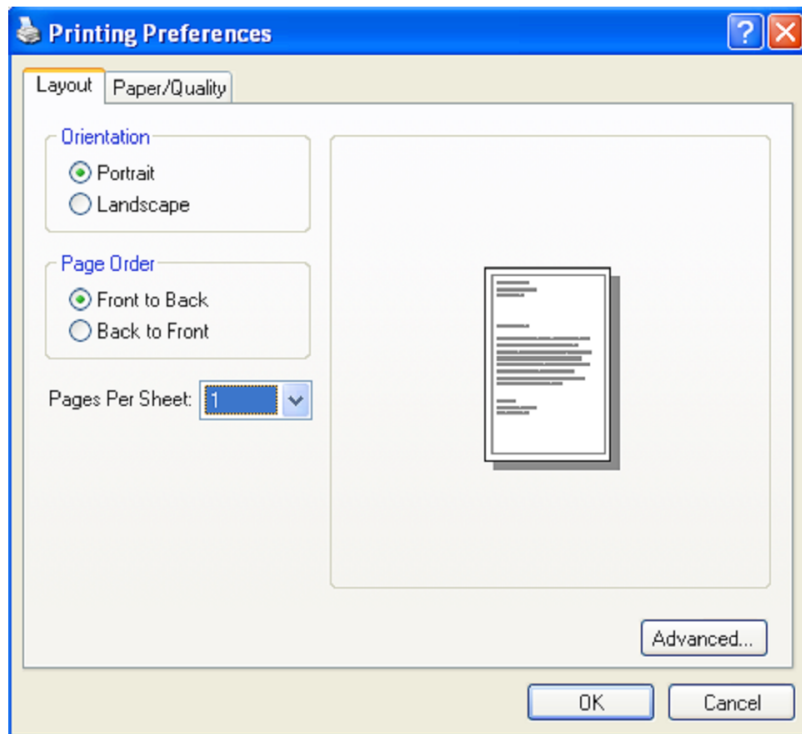 Printing Preferences
Layout
Paper/Quality
Orientation
Portrait
Landscape
Page Order
Front to Back
Back to Front
Pages Per Sheet: 1
Advanced...
OK
Cancel